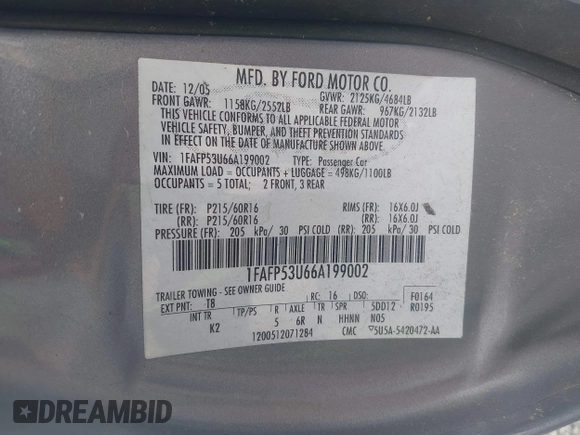 MFD. BY FORD MOTOR CO.
DATE: 12/05 GVWR: 2125KG/4684LB
FRONT GAWR: 1158KG/2552LB REAR GAWR: 967KG/2132LB
THIS VEHICLE CONFORMS TO ALL APPLICABLE FEDERAL MOTOR
VEHICLE SAFETY, BUMPER, AND THEFT PREVENTION STANDARDS
IN EFFECT ON THE DATE OF MANUFACTURE SHOWN ABOVE.
VIN: 1FAFP53U66A199002 TYPE: Passenger Car
MAXIMUM LOAD = OCCUPANTS + LUGGAGE = 498KG/1100LB
OCCUPANTS = 5 TOTAL; 2 FRONT, 3 REAR
TIRE (FR): P215/60R16 RIMS (FR): 16X6.0J
(RR): P215/60R16 (RR): 16X6.0J
PRESSURE (FR): 205 kPa/ 30 PSI COLD (RR): 205 kPa/ 30 PSI COLD
1FAFP53U66A199002
TRAILER TOWING - SEE OWNER GUIDE
EXT PNT: T8 RC: 16 DSO: F0164
INT TR TP/PS R AXLE TR SPR 5DD12 R0195
K2 5 6R N HHNN N05
1200512071284 CMC ▽5U5A-5420472-AA
DREAMBID